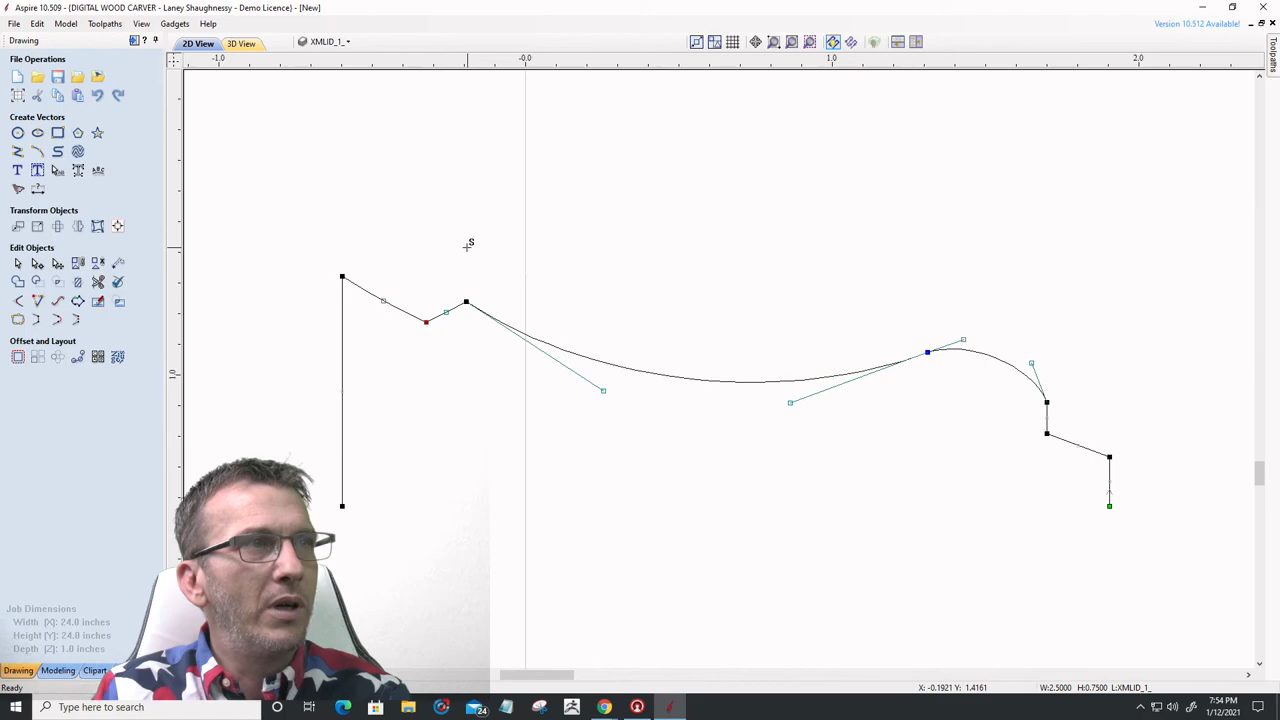 Aspire 10.509 - {DIGITAL WOOD CARVER - Laney Shaughnessy - Demo Licence} - [New]
File Edit Model Toolpaths View Gadgets Help
Version 10.512 Available!
Drawing
2D View 3D View XMLID_1_
Toolpaths
File Operations
-1.0 -0.0 1.0 2.0
Create Vectors
Transform Objects
S
Edit Objects
Offset and Layout
1.0
Job Dimensions
Width [X]: 24.0 inches
Height [Y]: 24.0 inches
Depth [Z]: 1.0 inches
Drawing Modeling Clipart
Ready
X: -0.1921 Y: 1.4161
W:2.5000 H:0.7500 L:XMLID_1_
Type here to search
24
7:54 PM
1/12/2021